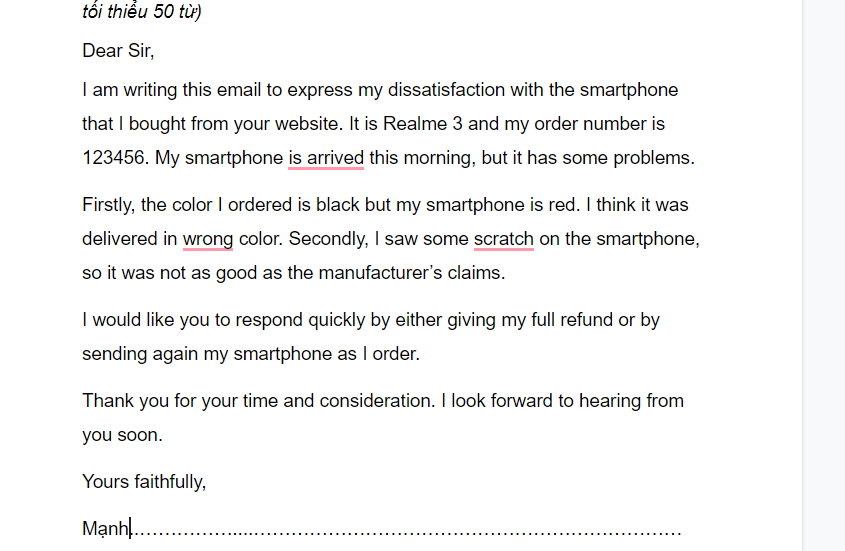 tối thiểu 50 từ)
Dear Sir,
I am writing this email to express my dissatisfaction with the smartphone
that I bought from your website. It is Realme 3 and my order number is
123456. My smartphone is arrived this morning, but it has some problems.
Firstly, the color I ordered is black but my smartphone is red. I think it was
delivered in wrong color. Secondly, I saw some scratch on the smartphone,
so it was not as good as the manufacturer’s claims.
I would like you to respond quickly by either giving my full refund or by
sending again my smartphone as I order.
Thank you for your time and consideration. I look forward to hearing from
you soon.
Yours faithfully,
Mạnh……………………………………………………………………………